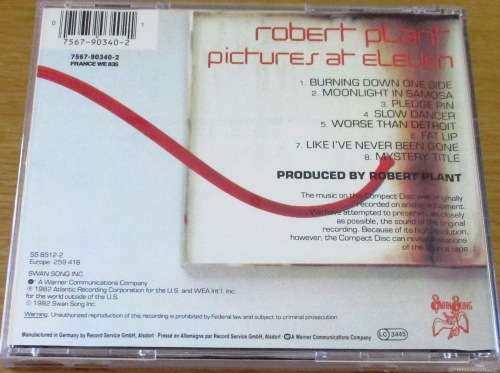 0
1
robert plant
pictures at eleven
7567-90340-2
7567-90340-2
FRANCE WE 835
1. BURNING DOWN ONE SIDE
2. MOONLIGHT IN SAMOSA
3. PLEDGE PIN
4. SLOW DANCER
5. WORSE THAN DETROIT
6. FAT LIP
7. LIKE I'VE NEVER BEEN GONE
8. MYSTERY TITLE
PRODUCED BY ROBERT PLANT
The music on this Compact Disc was originally
recorded on analog equipment.
We have attempted to preserve, as closely
as possible, the sound of the original
recording. Because of its high resolution,
however, the Compact Disc can reveal limitations
of the source tape.
SS 8512-2
Europe: 259 418
SWAN SONG INC.
A Warner Communications Company
℗ 1982 Atlantic Recording Corporation for the U.S. and WEA Int'l. Inc.
for the world outside of the U.S.
© 1982 Swan Song Inc.
Warning: Unauthorized reproduction of this recording is prohibited by Federal law and subject to criminal prosecution.
Manufactured in Germany by Record Service GmbH, Alsdorf · Pressé en Allemagne par Record Service GmbH, Alsdorf · A Warner Communications Company
LC 3445
SWAN SONG